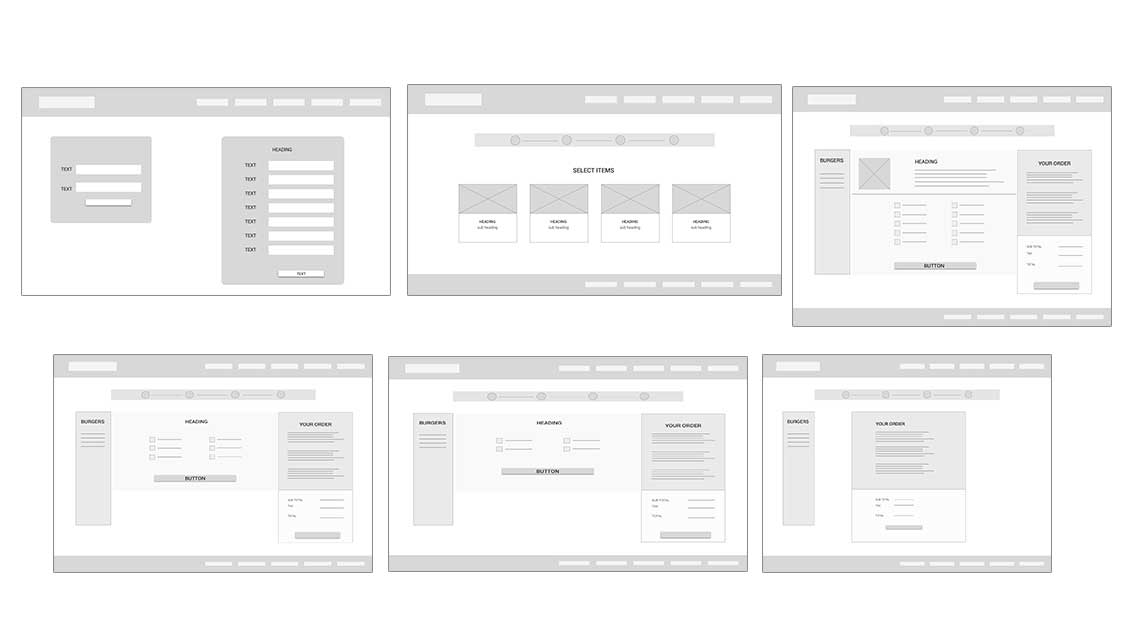 TEXT
TEXT
HEADING
TEXT
TEXT
TEXT
TEXT
TEXT
TEXT
TEXT
TEXT
SELECT ITEMS
HEADING
sub heading
HEADING
sub heading
HEADING
sub heading
HEADING
sub heading
BURGERS
HEADING
BUTTON
YOUR ORDER
SUB TOTAL
TAX
TOTAL
BURGERS
HEADING
BUTTON
YOUR ORDER
SUB TOTAL
TAX
TOTAL
BURGERS
HEADING
BUTTON
YOUR ORDER
SUB TOTAL
TAX
TOTAL
BURGERS
YOUR ORDER
SUB TOTAL
TAX
TOTAL